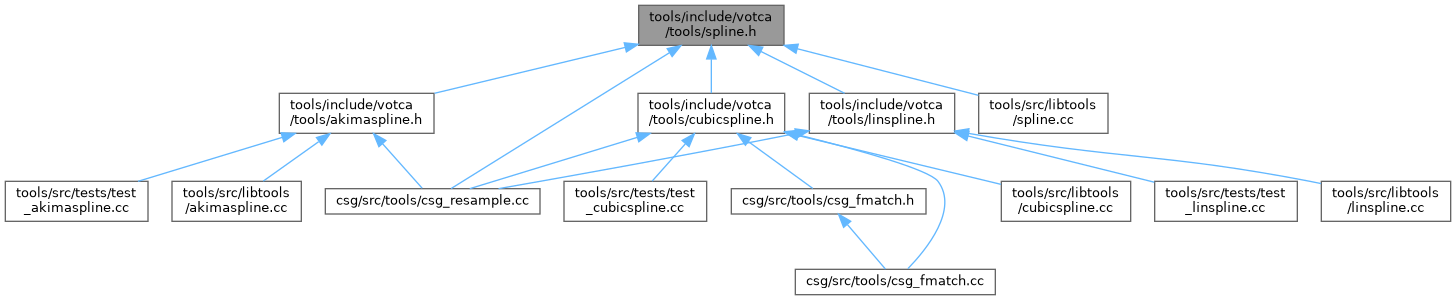 tools/include/votca
/tools/spline.h
tools/include/votca
/tools/akimaspline.h
tools/include/votca
/tools/cubicspline.h
tools/include/votca
/tools/linspline.h
tools/src/libtools
/spline.cc
tools/src/tests/test
_akimaspline.cc
tools/src/libtools
/akimaspline.cc
csg/src/tools/csg_resample.cc
tools/src/tests/test
_cubicspline.cc
csg/src/tools/csg_fmatch.h
tools/src/libtools
/cubicspline.cc
tools/src/tests/test
_linspline.cc
tools/src/libtools
/linspline.cc
csg/src/tools/csg_fmatch.cc